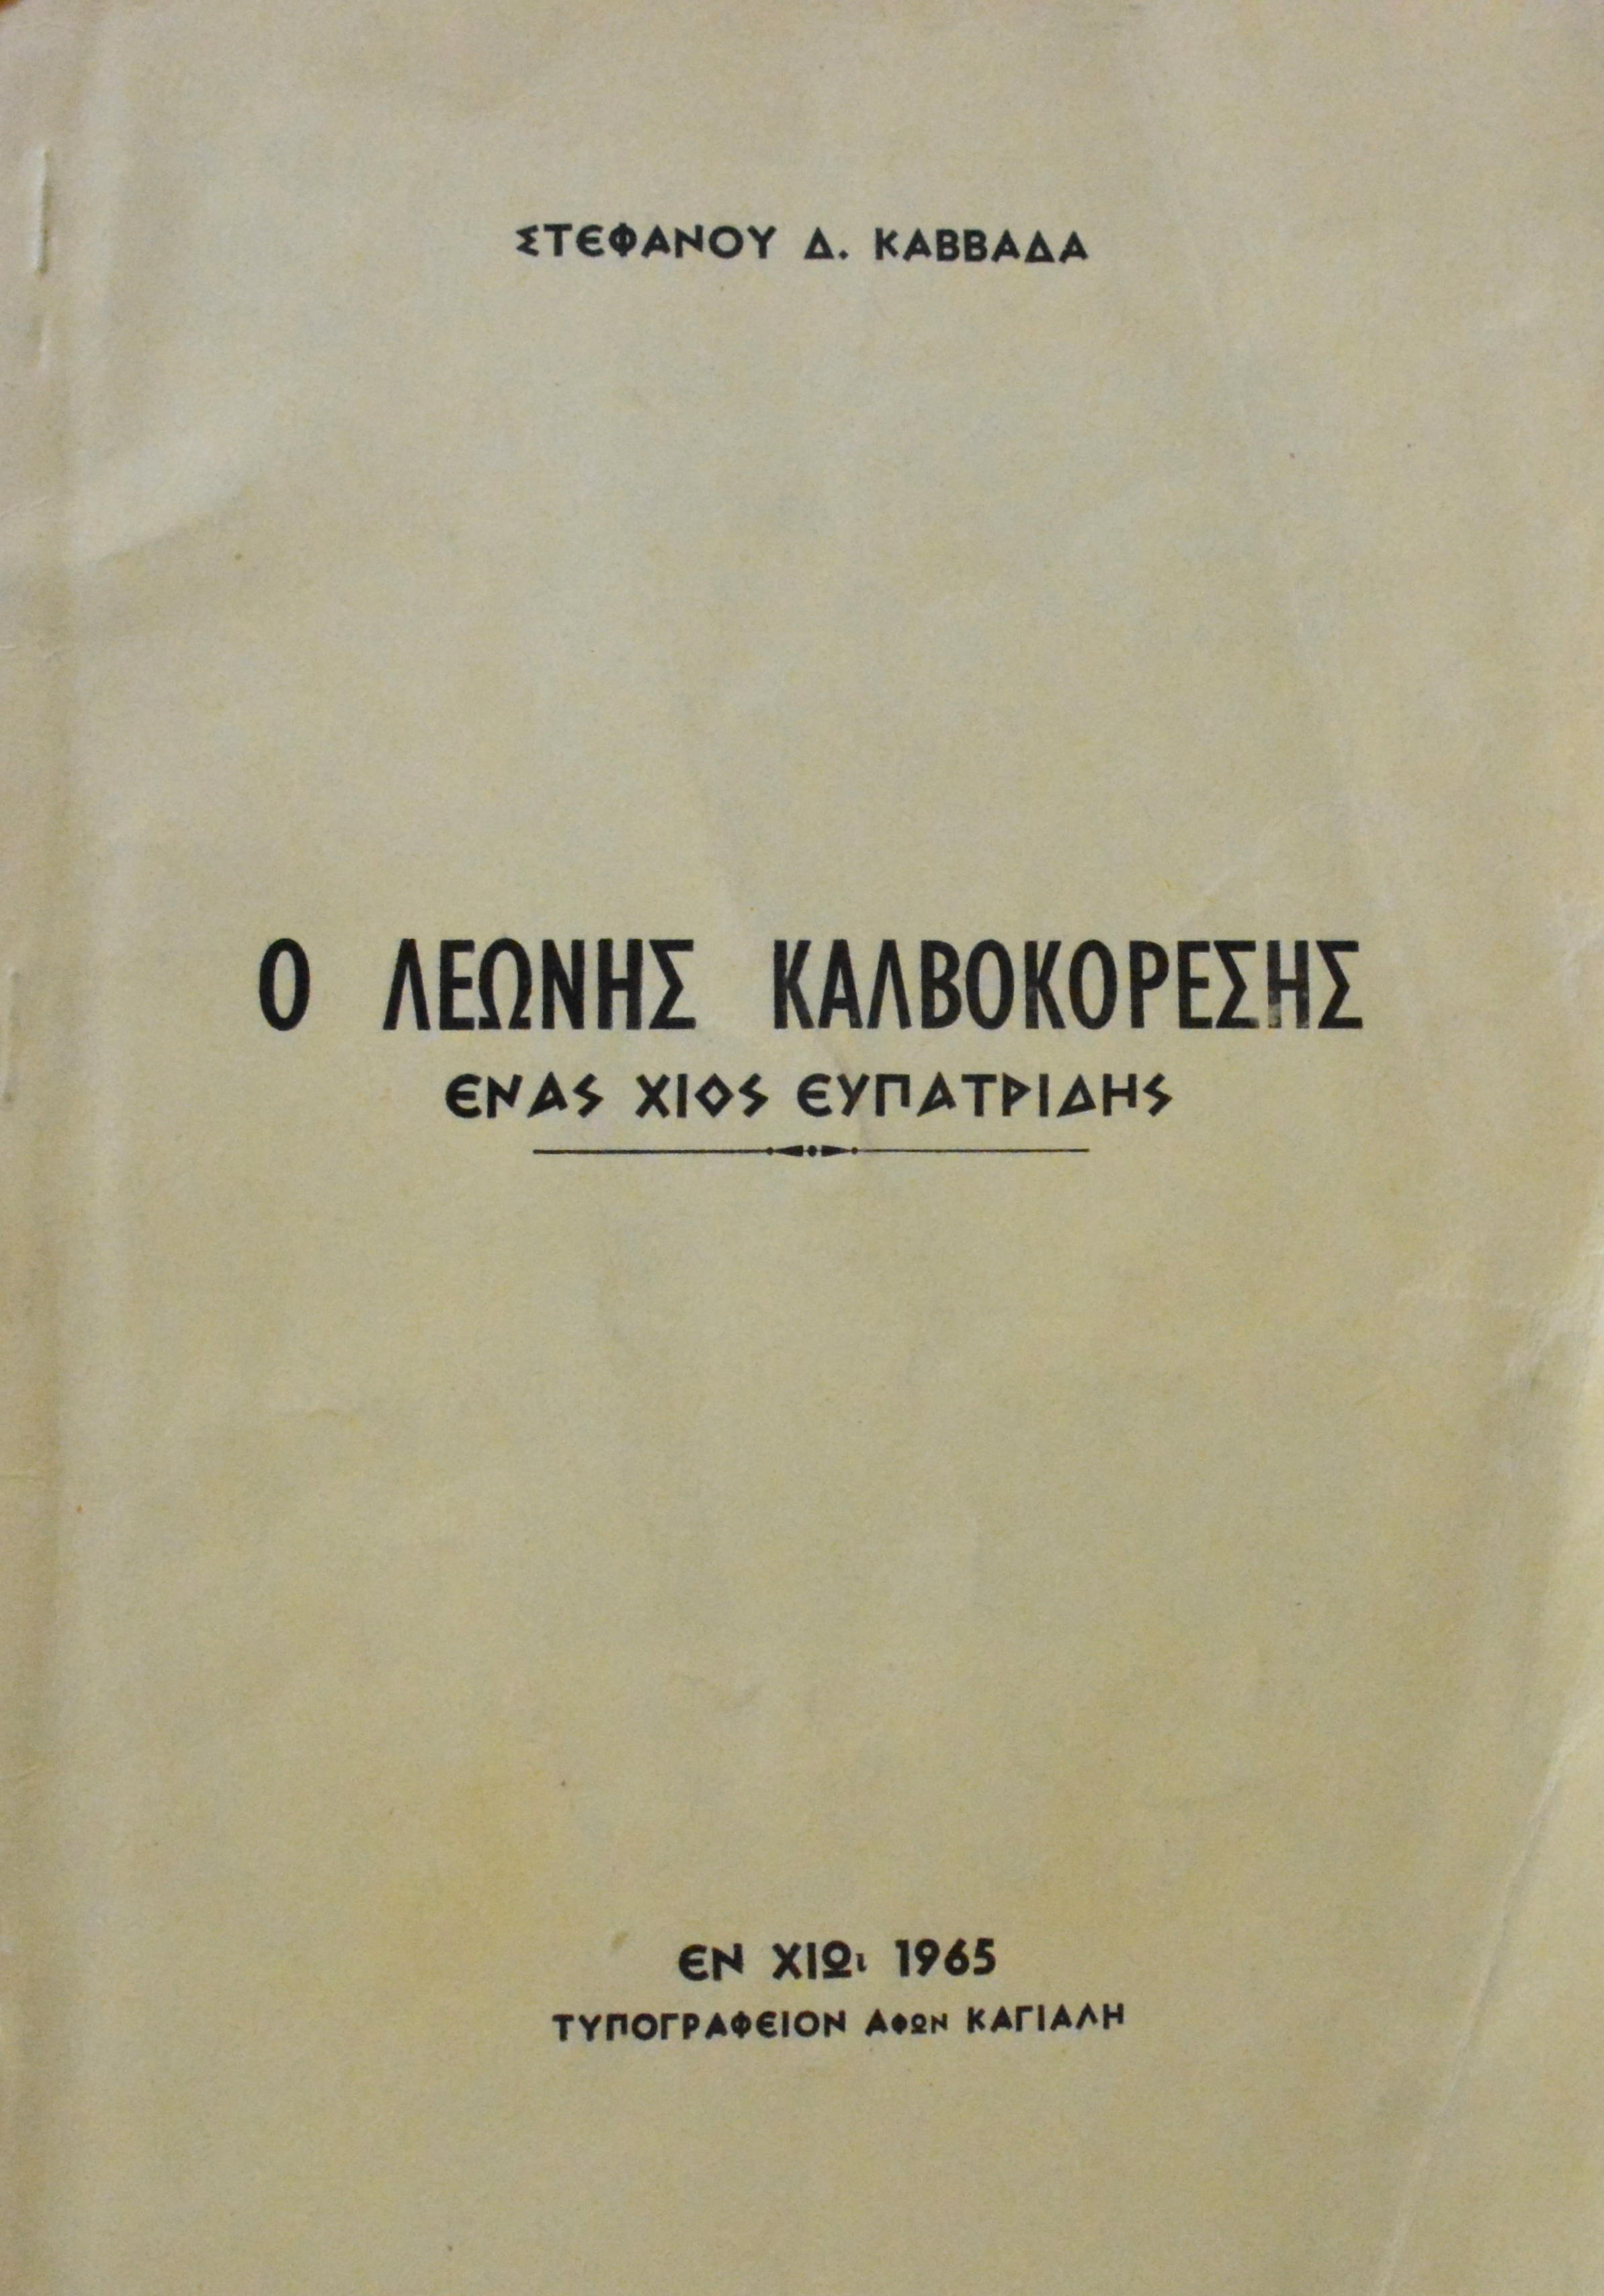 ΣΤΕΦΑΝΟΥ Δ. ΚΑΒΒΑΔΑ
Ο ΛΕΩΝΗΣ ΚΑΛΒΟΚΟΡΕΣΗΣ
ΕΝΑΣ ΧΙΟΣ ΕΥΠΑΤΡΙΔΗΣ
ΕΝ ΧΙΩι 1965
ΤΥΠΟΓΡΑΦΕΙΟΝ ΑΦΩΝ ΚΑΓΙΑΛΗ